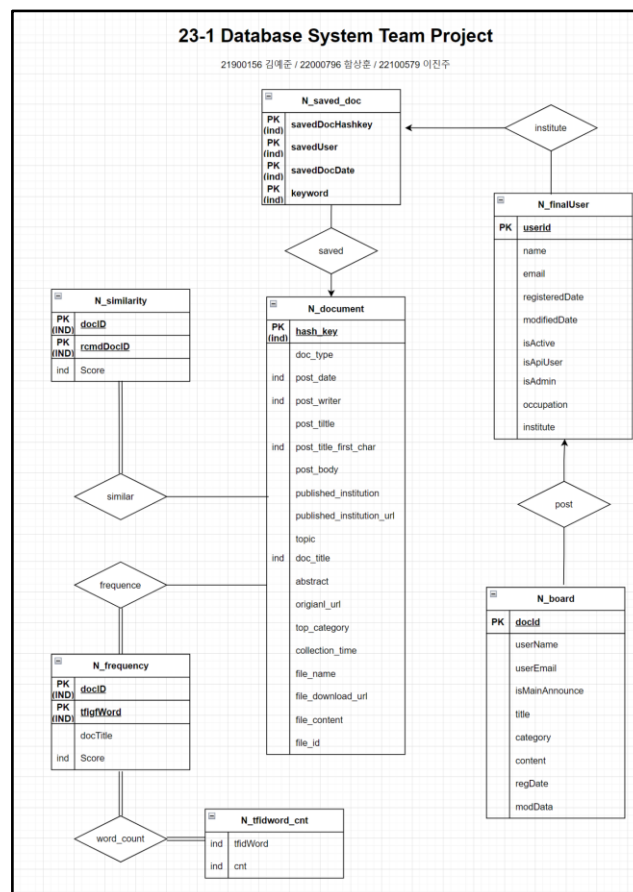 23-1 Database System Team Project
21900156 김예준 / 22000796 함상훈 / 22100579 이진주
N_saved_doc
PK (ind) savedDocHashkey
PK (ind) savedUser
PK (ind) savedDocDate
PK (ind) keyword
institute
saved
N_finalUser
PK userid
name
email
registeredDate
modifiedDate
isActive
isApiUser
isAdmin
occupation
institute
N_similarity
PK (IND) docID
PK (IND) rcmdDocID
ind Score
N_document
PK (ind) hash_key
doc_type
ind post_date
ind post_writer
post_tiltle
ind post_title_first_char
post_body
published_institution
published_institution_url
topic
ind doc_title
abstract
origianl_url
top_category
collection_time
file_name
file_download_url
file_content
file_id
similar
post
frequence
N_board
PK docId
userName
userEmail
isMainAnnounce
title
category
content
regDate
modData
N_frequency
PK (IND) docID
PK (IND) tfigfWord
docTitle
ind Score
word_count
N_tfidword_cnt
ind tfidWord
ind cnt